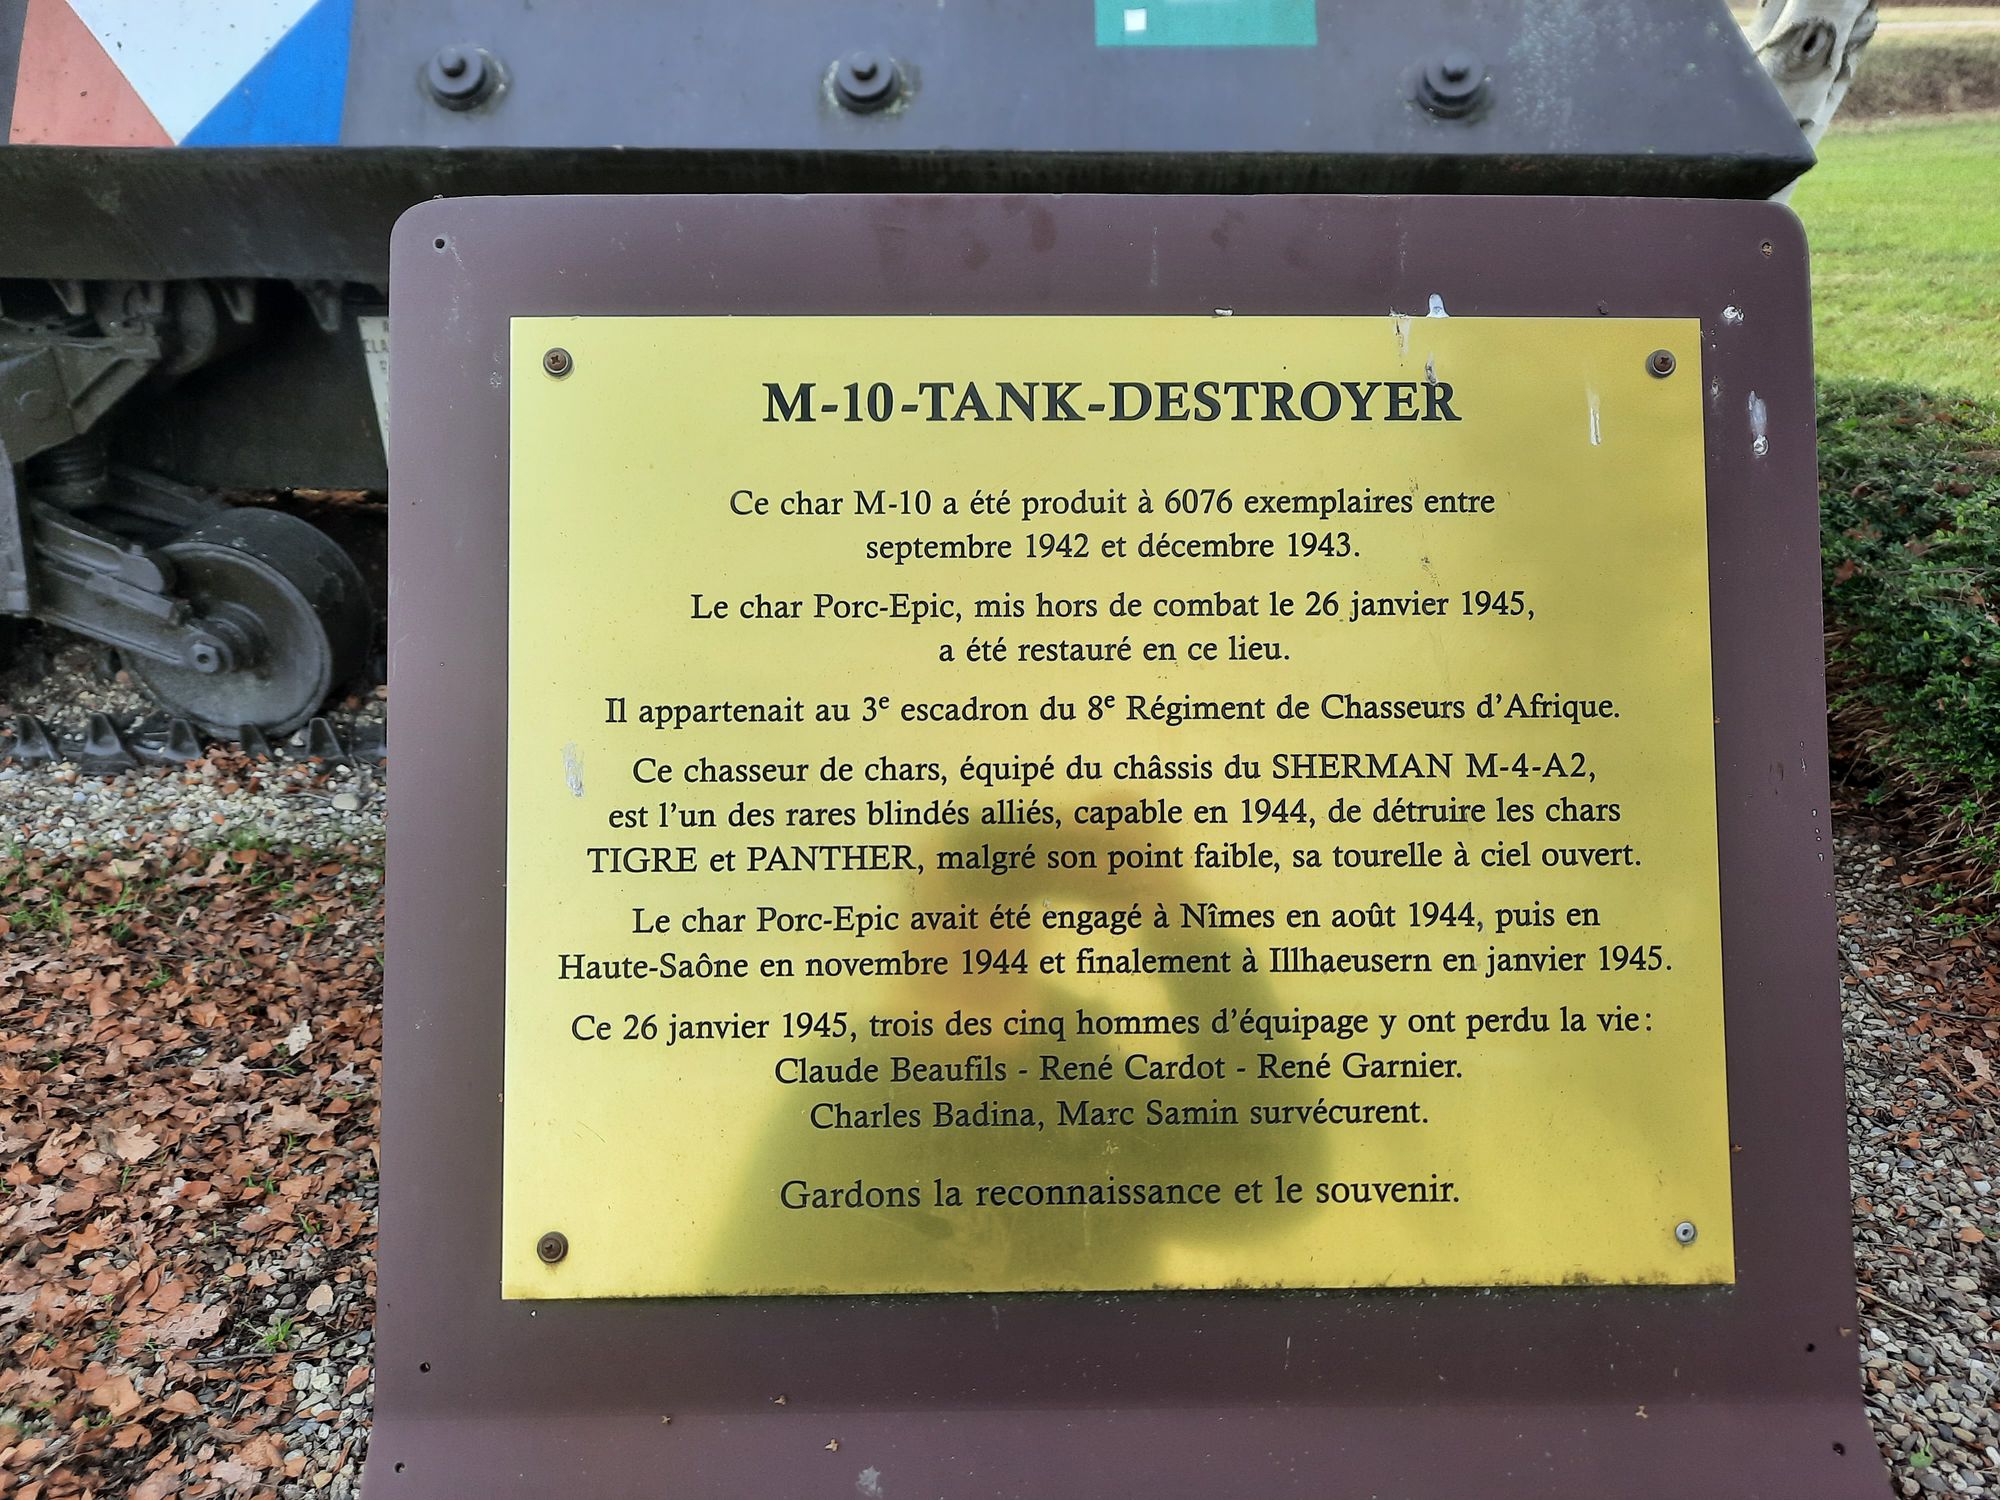 M-10-TANK-DESTROYER
Ce char M-10 a été produit à 6076 exemplaires entre
septembre 1942 et décembre 1943.
Le char Porc-Epic, mis hors de combat le 26 janvier 1945,
a été restauré en ce lieu.
Il appartenait au 3e escadron du 8e Régiment de Chasseurs d'Afrique.
Ce chasseur de chars, équipé du châssis du SHERMAN M-4-A2,
est l'un des rares blindés alliés, capable en 1944, de détruire les chars
TIGRE et PANTHER, malgré son point faible, sa tourelle à ciel ouvert.
Le char Porc-Epic avait été engagé à Nîmes en août 1944, puis en
Haute-Saône en novembre 1944 et finalement à Illhaeusern en janvier 1945.
Ce 26 janvier 1945, trois des cinq hommes d'équipage y ont perdu la vie :
Claude Beaufils - René Cardot - René Garnier.
Charles Badina, Marc Samin survécurent.
Gardons la reconnaissance et le souvenir.